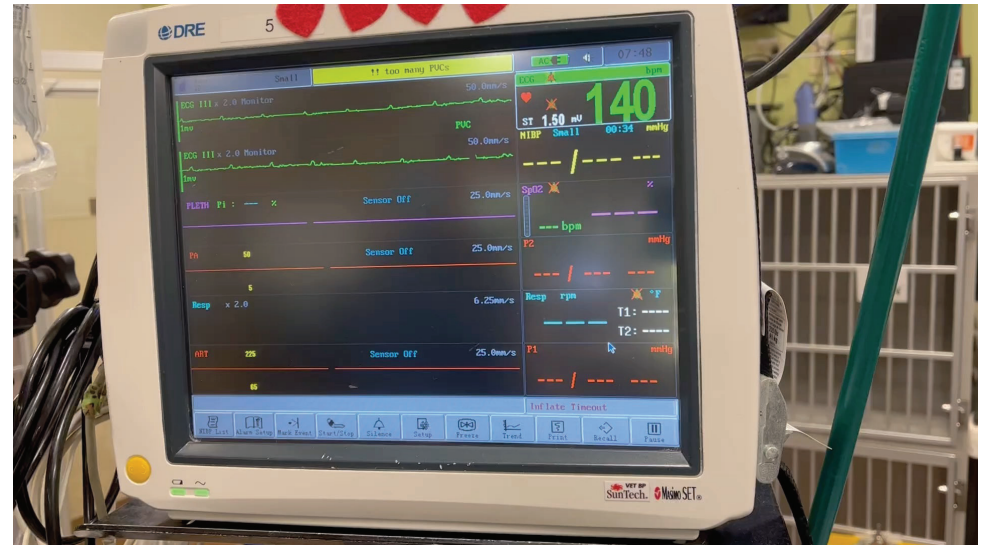 DRE
5
Small
!! too many PVCs
AC
07:48
ECG
bpm
140
ST 1.50 mV
ECG III x 2.0 Monitor
50.0mm/s
1mv
PVC
NIBP Small 00:34 mmHg
---/--- ---
ECG III x 2.0 Monitor
50.0mm/s
1mv
SpO2
%
--- bpm
---
PLETH Pi : --- %
Sensor Off
25.0mm/s
P2
mmHg
---/--- ---
PA
50
Sensor Off
25.0mm/s
5
Resp x 2.0
6.25mm/s
Resp rpm
°F
---
T1: ----
T2: ----
ART
225
Sensor Off
25.0mm/s
65
P1
mmHg
---/--- ---
Inflate Timeout
NIBP List
Alarm Setup
Mark Event
Start/Stop
Silence
Setup
Freeze
Trend
Print
Recall
Pause
VET BP
SunTech.
Masimo SET®